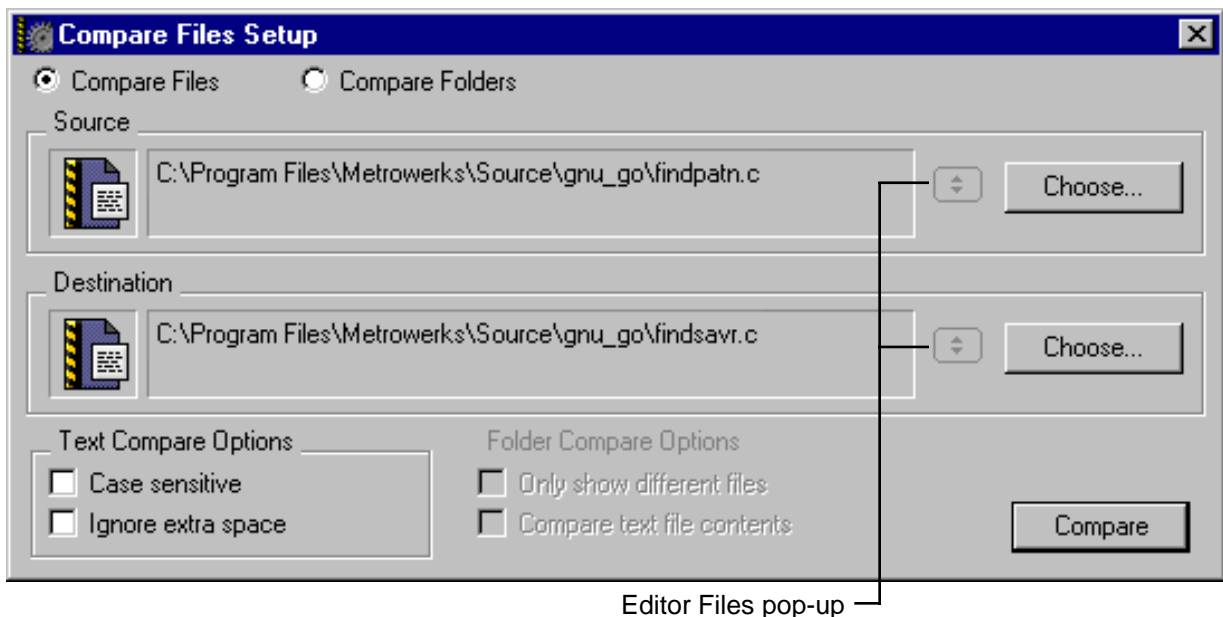 Compare Files Setup
Compare Files
Compare Folders
Source
C:\Program Files\Metrowerks\Source\gnu_go\findpatn.c
Choose...
Destination
C:\Program Files\Metrowerks\Source\gnu_go\findsavr.c
Choose...
Text Compare Options
Folder Compare Options
Case sensitive
Only show different files
Ignore extra space
Compare text file contents
Compare
Editor Files pop-up